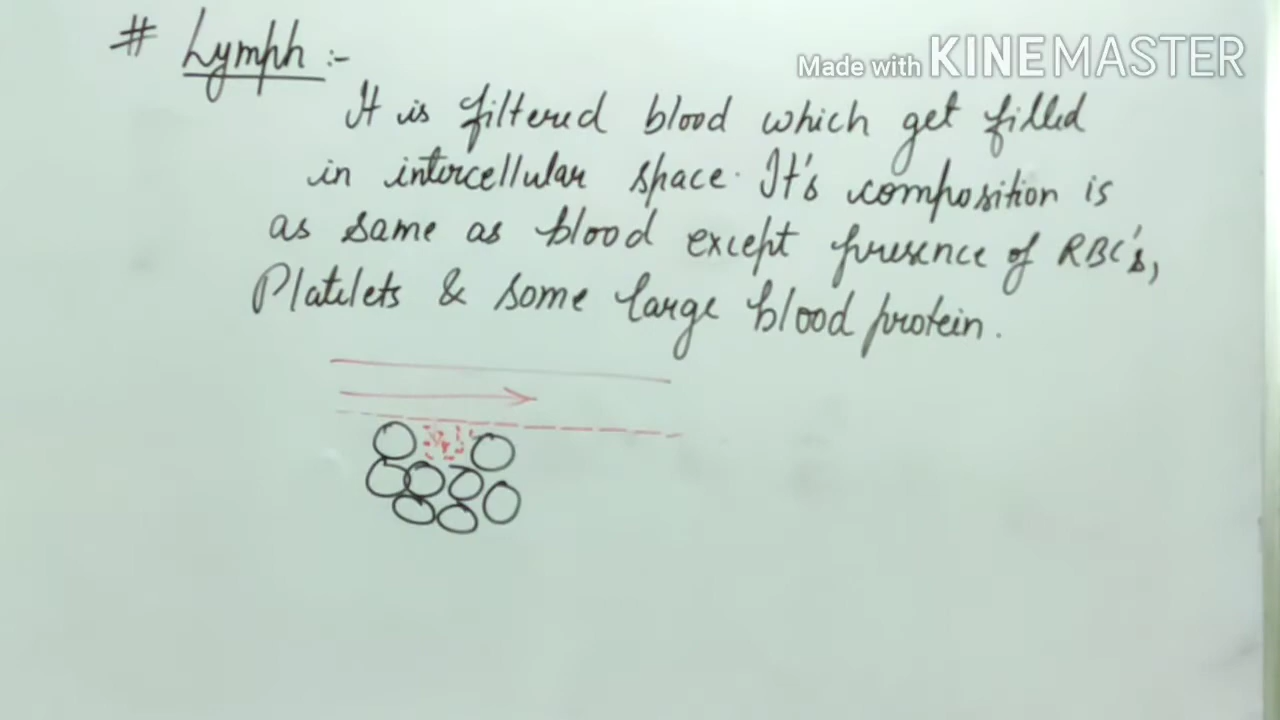 # Lymph :-
Made with KINEMASTER
It is filtered blood which get filled
in intercellular space. It's composition is
as same as blood except presence of RBC's,
Platelets & some large blood protein.